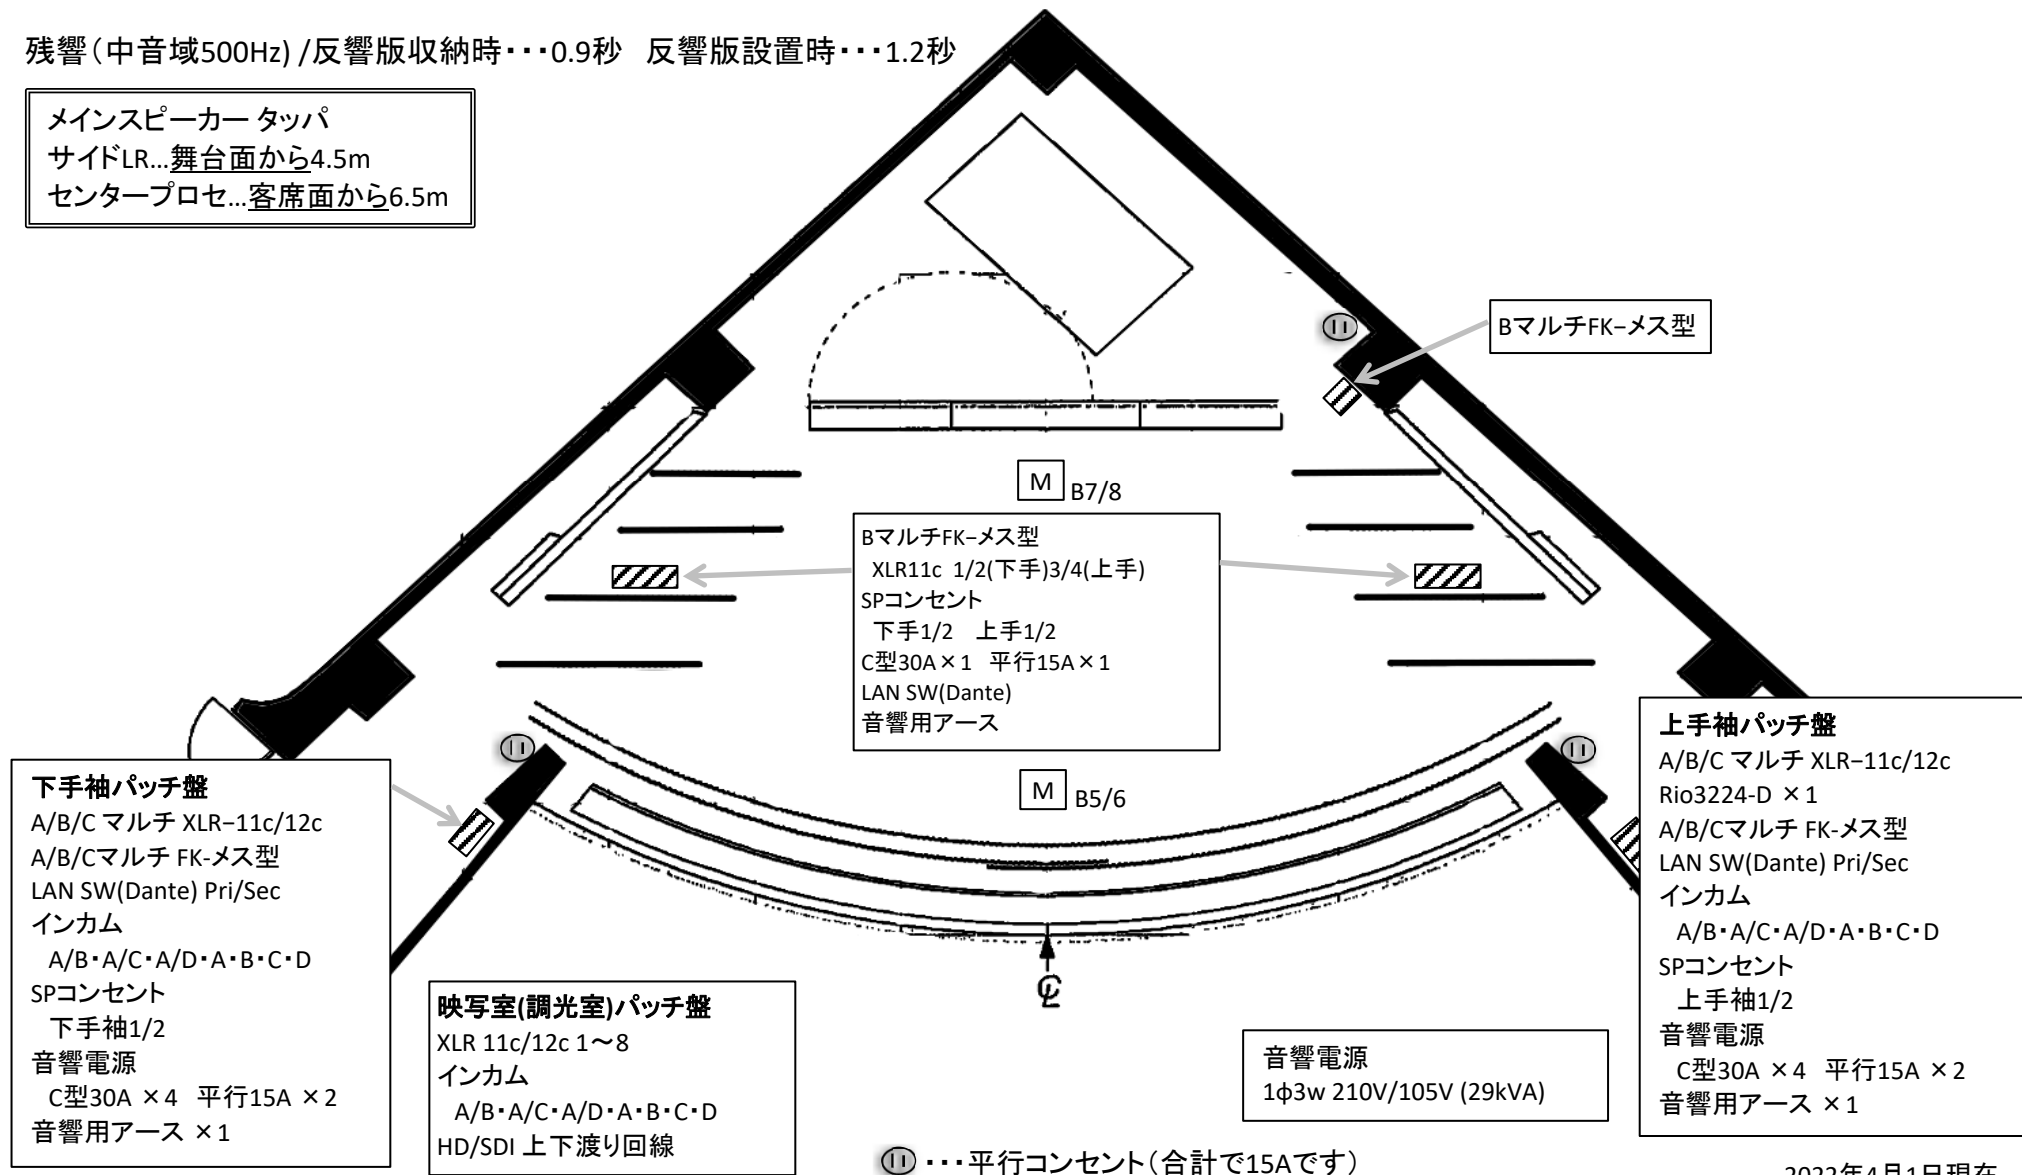 残響(中音域500Hz) /反響版収納時・・・0.9秒 反響版設置時・・・1.2秒
メインスピーカー タッパ
サイドLR…舞台面から4.5m
センタープロセ…客席面から6.5m
BマルチFK−メス型
M B7/8
BマルチFK−メス型
XLR11c 1/2(下手)3/4(上手)
SPコンセント
下手1/2 上手1/2
C型30A×1 平行15A×1
LAN SW(Dante)
音響用アース
M B5/6
下手袖パッチ盤
A/B/C マルチ XLR−11c/12c
A/B/Cマルチ FK-メス型
LAN SW(Dante) Pri/Sec
インカム
A/B・A/C・A/D・A・B・C・D
SPコンセント
下手袖1/2
音響電源
C型30A ×4 平行15A ×2
音響用アース ×1
上手袖パッチ盤
A/B/C マルチ XLR−11c/12c
Rio3224-D ×1
A/B/Cマルチ FK-メス型
LAN SW(Dante) Pri/Sec
インカム
A/B・A/C・A/D・A・B・C・D
SPコンセント
上手袖1/2
音響電源
C型30A ×4 平行15A ×2
音響用アース ×1
映写室(調光室)パッチ盤
XLR 11c/12c 1〜8
インカム
A/B・A/C・A/D・A・B・C・D
HD/SDI 上下渡り回線
℄
音響電源
1φ3w 210V/105V (29kVA)
・・・平行コンセント(合計で15Aです)